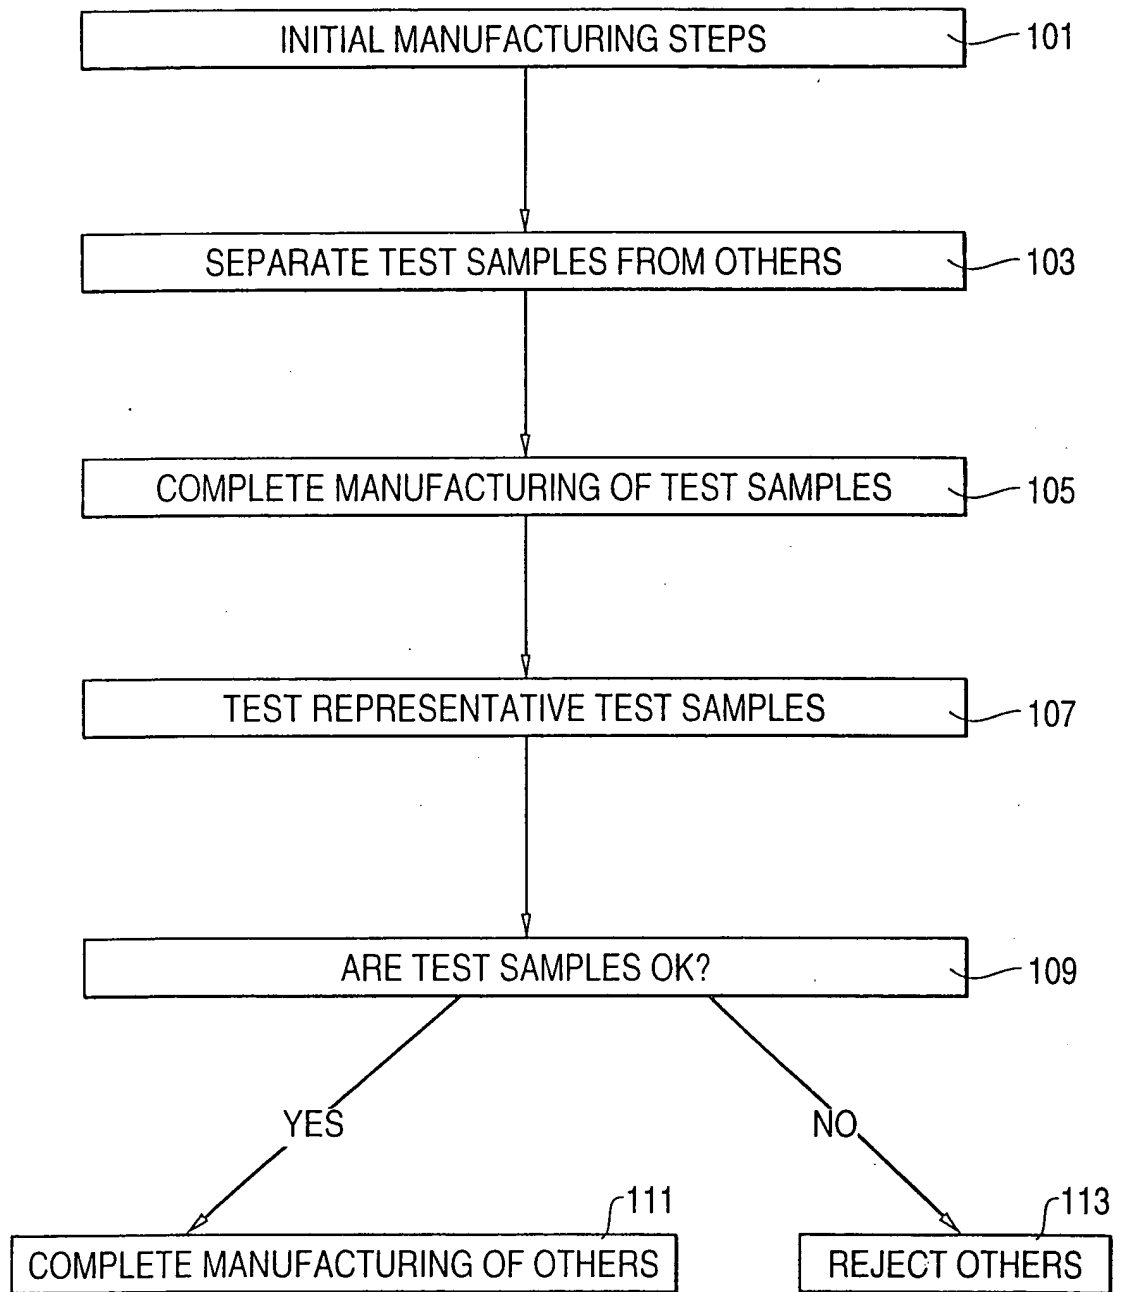 INITIAL MANUFACTURING STEPS 101
SEPARATE TEST SAMPLES FROM OTHERS 103
COMPLETE MANUFACTURING OF TEST SAMPLES 105
TEST REPRESENTATIVE TEST SAMPLES 107
ARE TEST SAMPLES OK? 109
YES
NO
111
113
COMPLETE MANUFACTURING OF OTHERS
REJECT OTHERS